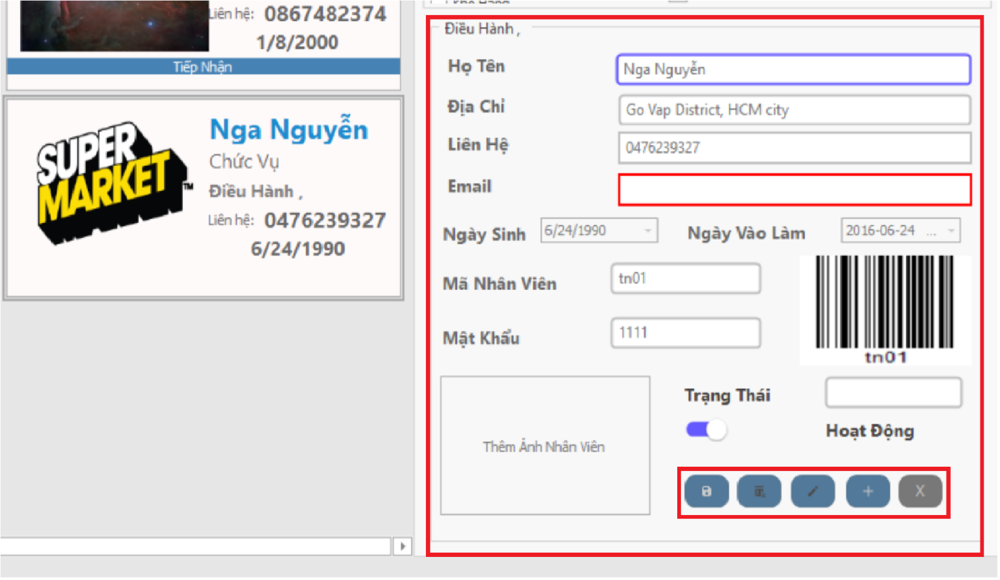 Liên hệ: 0867482374
1/8/2000
Tiếp Nhận
SUPER
MARKET™
Nga Nguyễn
Chức Vụ
Điều Hành ,
Liên hệ: 0476239327
6/24/1990
Điều Hành ,
Họ Tên
Nga Nguyễn
Địa Chỉ
Go Vap District, HCM city
Liên Hệ
0476239327
Email
Ngày Sinh 6/24/1990 Ngày Vào Làm 2016-06-24 ...
Mã Nhân Viên
tn01
Mật Khẩu
1111
tn01
Thêm Ảnh Nhân Viên
Trạng Thái
Hoạt Động
X